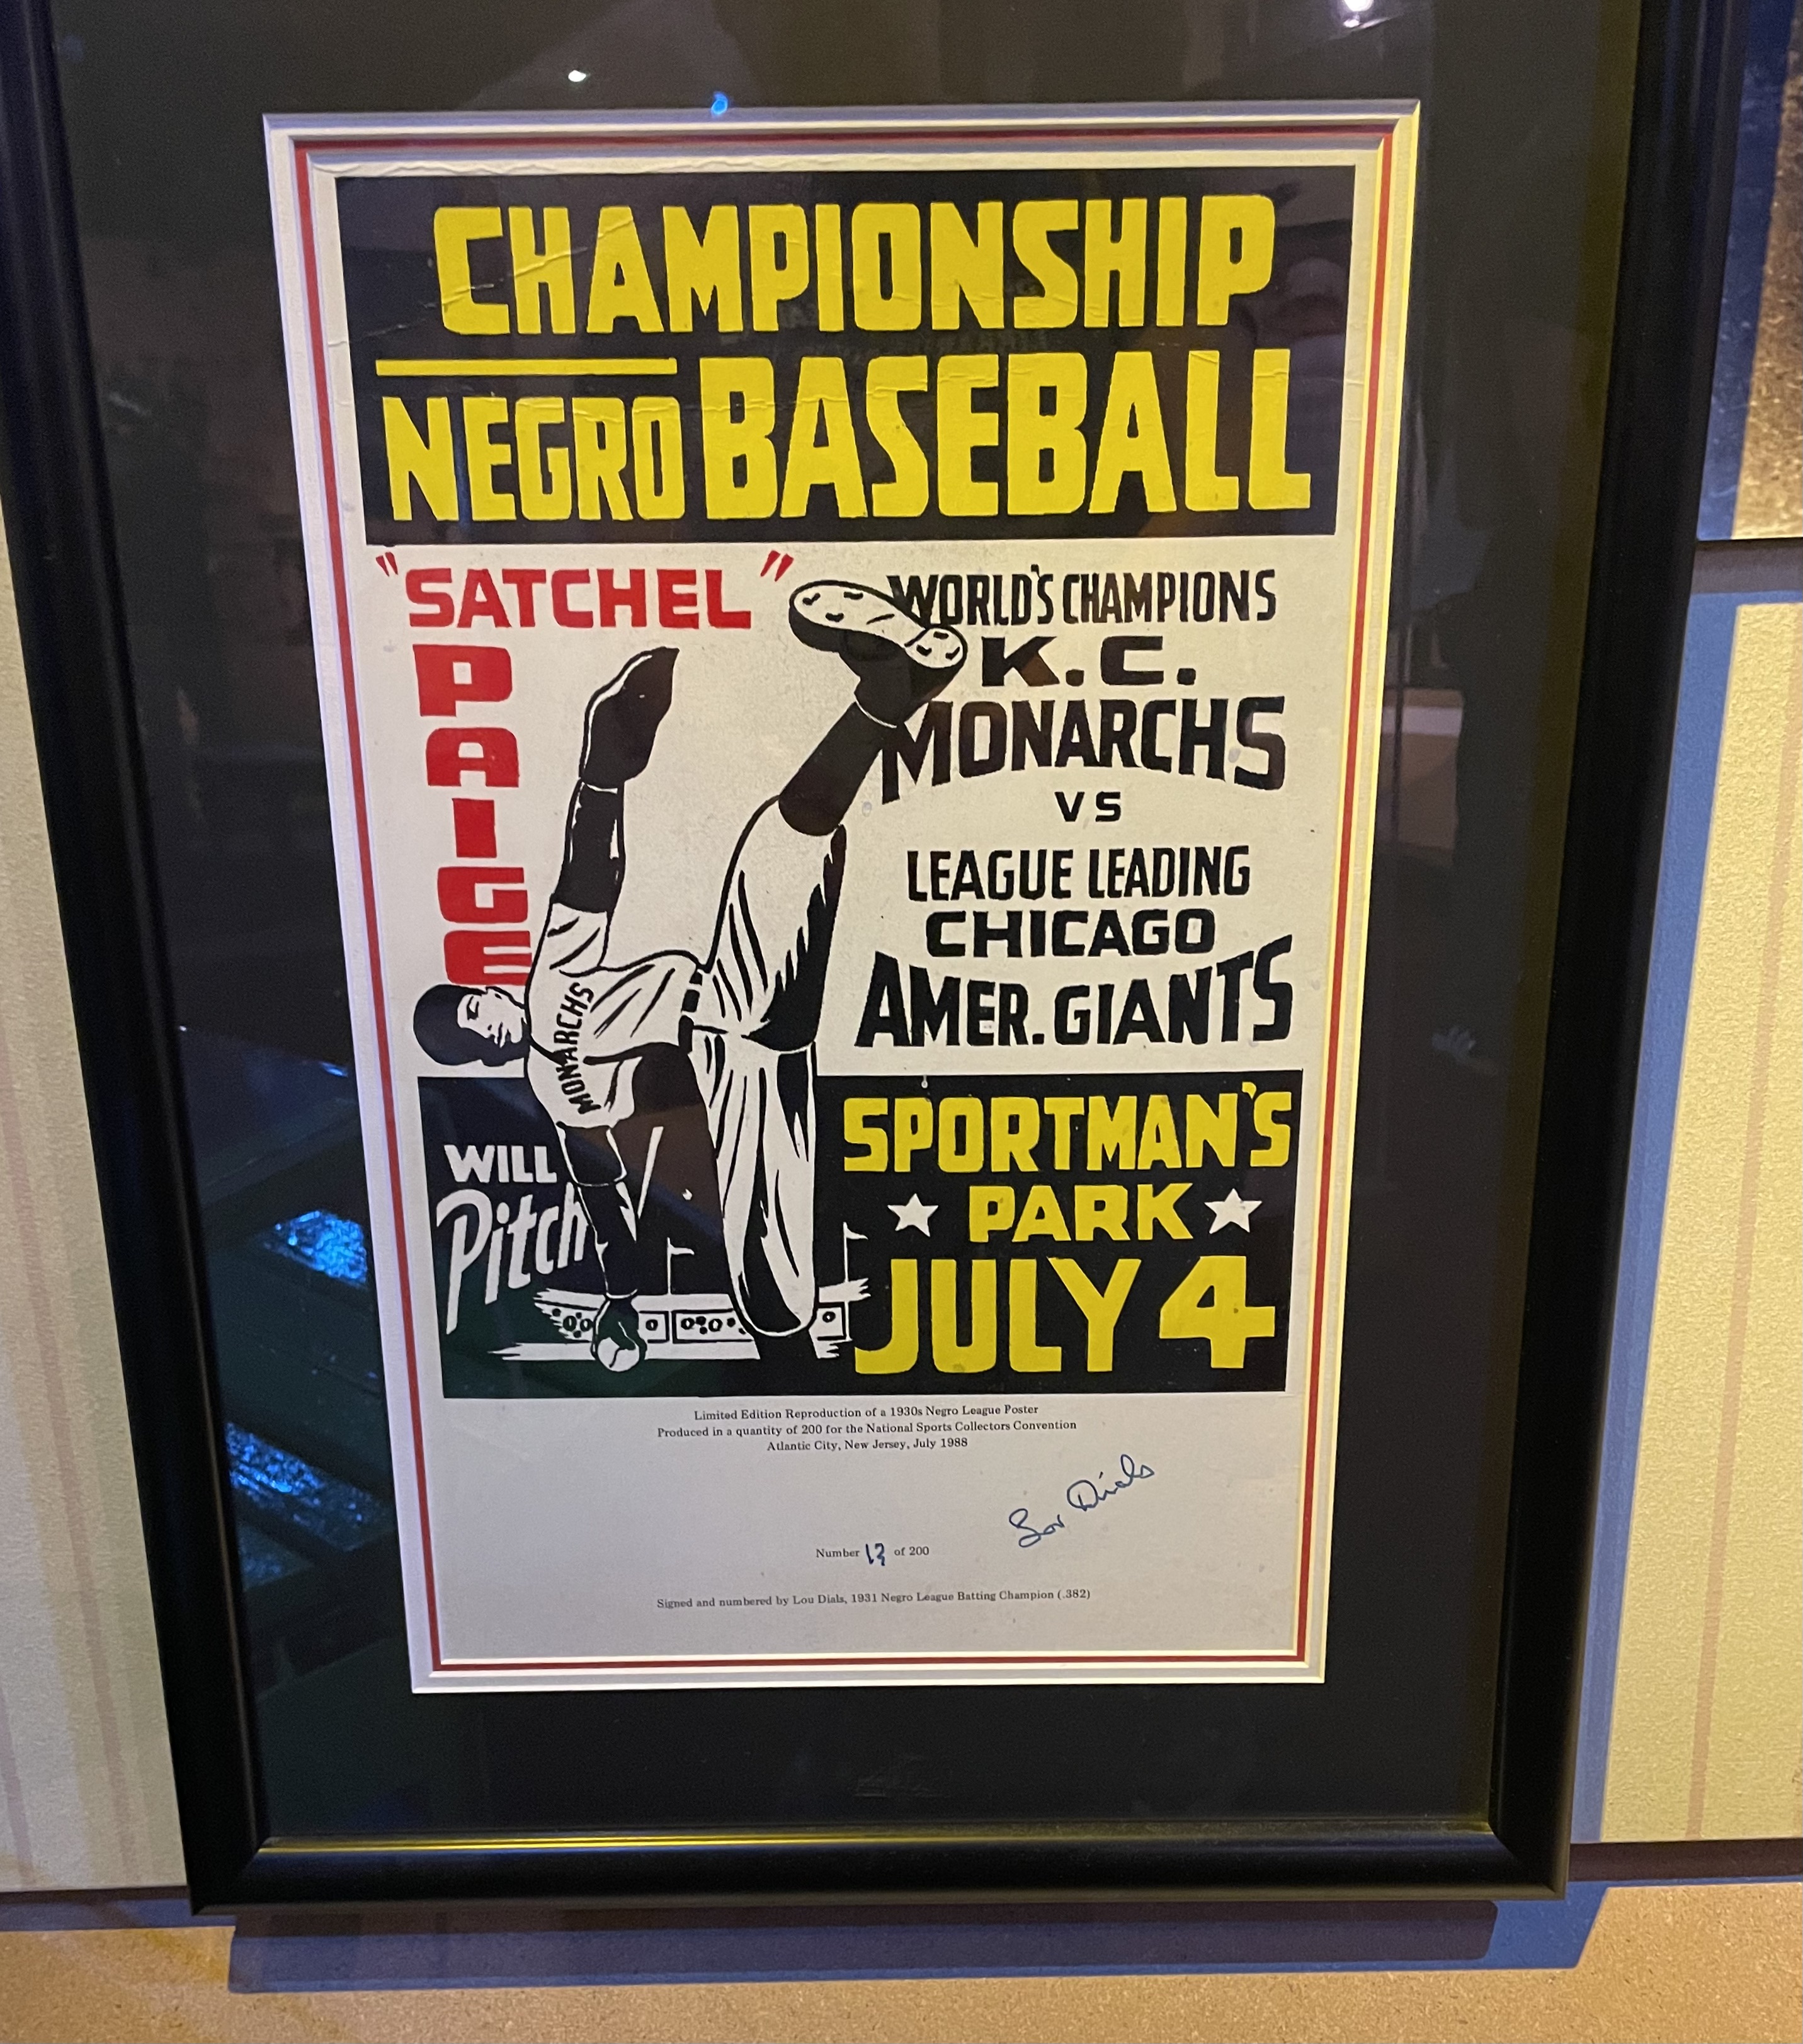 CHAMPIONSHIP
NEGRO BASEBALL
"SATCHEL"
PAIGE
WILL
Pitch
MONARCHS
WORLD'S CHAMPIONS
K.C.
MONARCHS
VS
LEAGUE LEADING
CHICAGO
AMER. GIANTS
SPORTMAN'S
PARK
JULY 4
Limited Edition Reproduction of a 1930s Negro League Poster
Produced in a quantity of 200 for the National Sports Collectors Convention
Atlantic City, New Jersey, July 1988
Lou Dials
Number 13 of 200
Signed and numbered by Lou Dials, 1931 Negro League Batting Champion (.382)